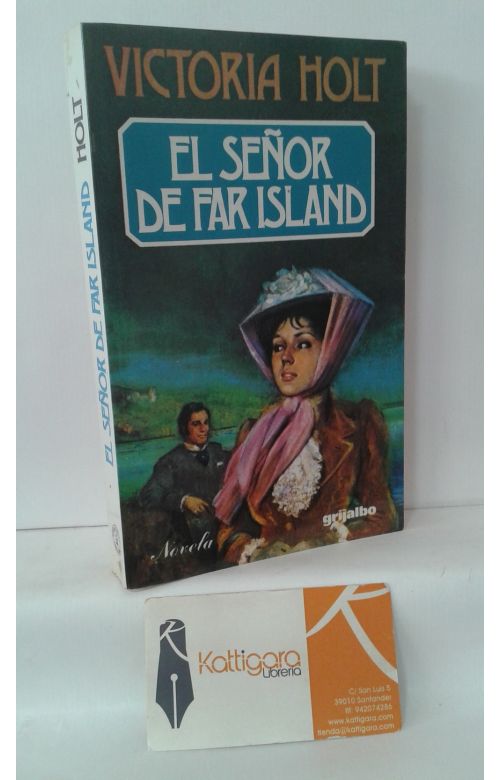 VICTORIA HOLT
EL SEÑOR
DE FAR ISLAND
EL SEÑOR DE FAR ISLAND HOLT
Novela
grijalbo
Kattigara
Librería
C/ San Luis 5
39010 Santander
tlf: 942074286
www.kattigara.com
tienda@kattigara.com